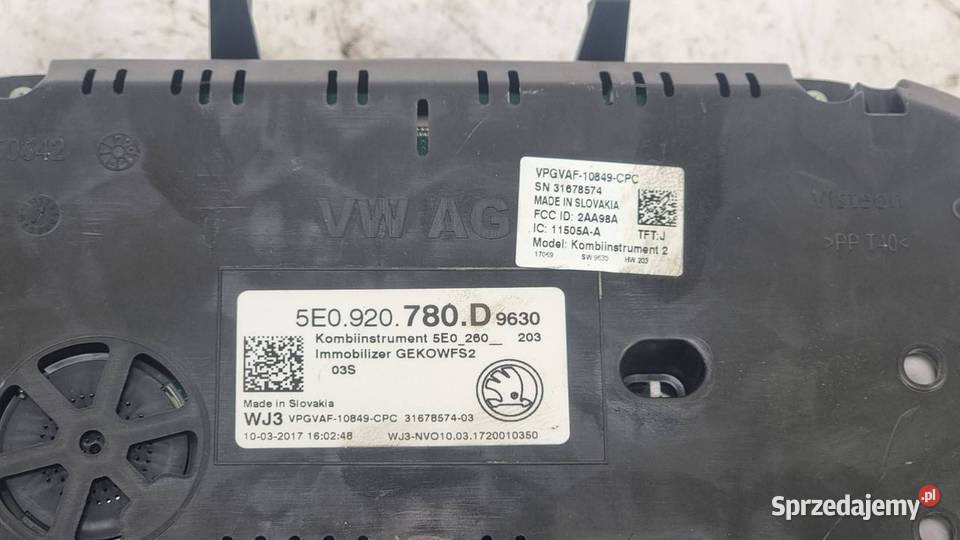 VPGVAF-10849-CPC
SN 31678574
MADE IN SLOVAKIA
FCC ID: 2AA98A
IC: 11505A-A
TFT:J
Model: Kombiinstrument 2
17069 SW 9630 HW 203
VW AG
Visteon
>PP T40<
5E0.920.780.D 9630
Kombiinstrument 5E0_260__ 203
Immobilizer GEKOWFS2
03S
Made in Slovakia
WJ3 VPGVAF-10849-CPC 31678574-03
10-03-2017 16:02:48 WJ3-NVO10.03.1720010350
Sprzedajemy.pl